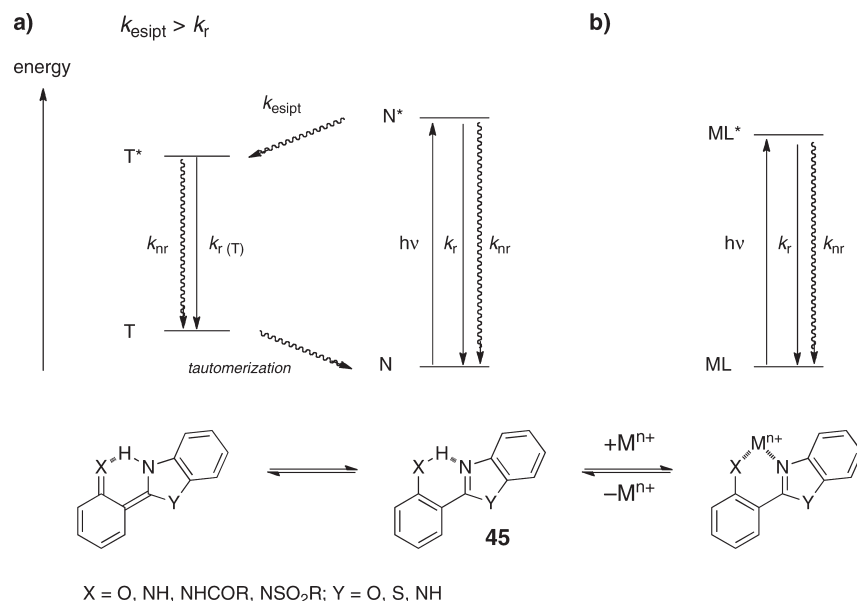 a)
k_esipt > k_r
b)
energy
k_esipt
N*
ML*
T*
k_nr
k_r (T)
hν
k_r
k_nr
hν
k_r
k_nr
T
tautomerization
N
ML
X
H
N
Y
X
H
N
Y
45
+M^n+
−M^n+
X
M^n+
N
Y
X = O, NH, NHCOR, NSO₂R; Y = O, S, NH